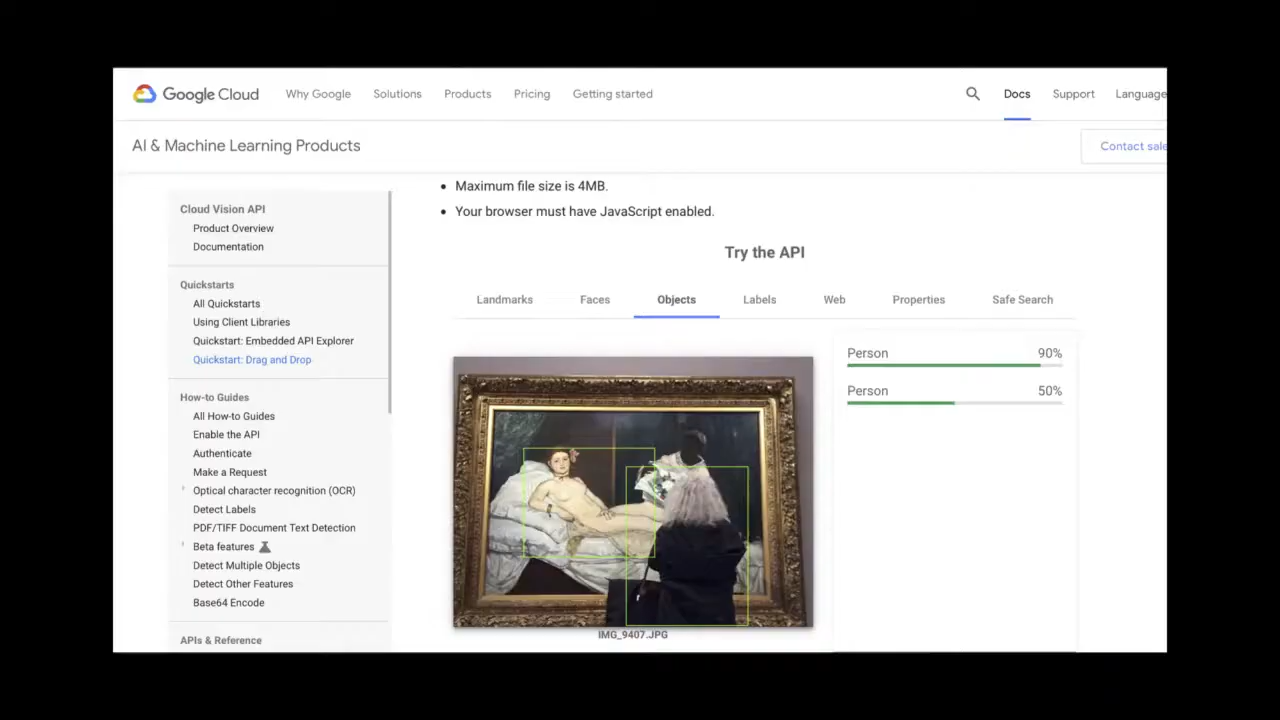 Google Cloud Why Google Solutions Products Pricing Getting started Docs Support Language
AI & Machine Learning Products
Contact sale
Cloud Vision API
Product Overview
Documentation
Quickstarts
All Quickstarts
Using Client Libraries
Quickstart: Embedded API Explorer
Quickstart: Drag and Drop
How-to Guides
All How-to Guides
Enable the API
Authenticate
Make a Request
Optical character recognition (OCR)
Detect Labels
PDF/TIFF Document Text Detection
Beta features
Detect Multiple Objects
Detect Other Features
Base64 Encode
APIs & Reference
Maximum file size is 4MB.
Your browser must have JavaScript enabled.
Try the API
Landmarks Faces Objects Labels Web Properties Safe Search
Person 90%
Person 50%
IMG_9407.JPG